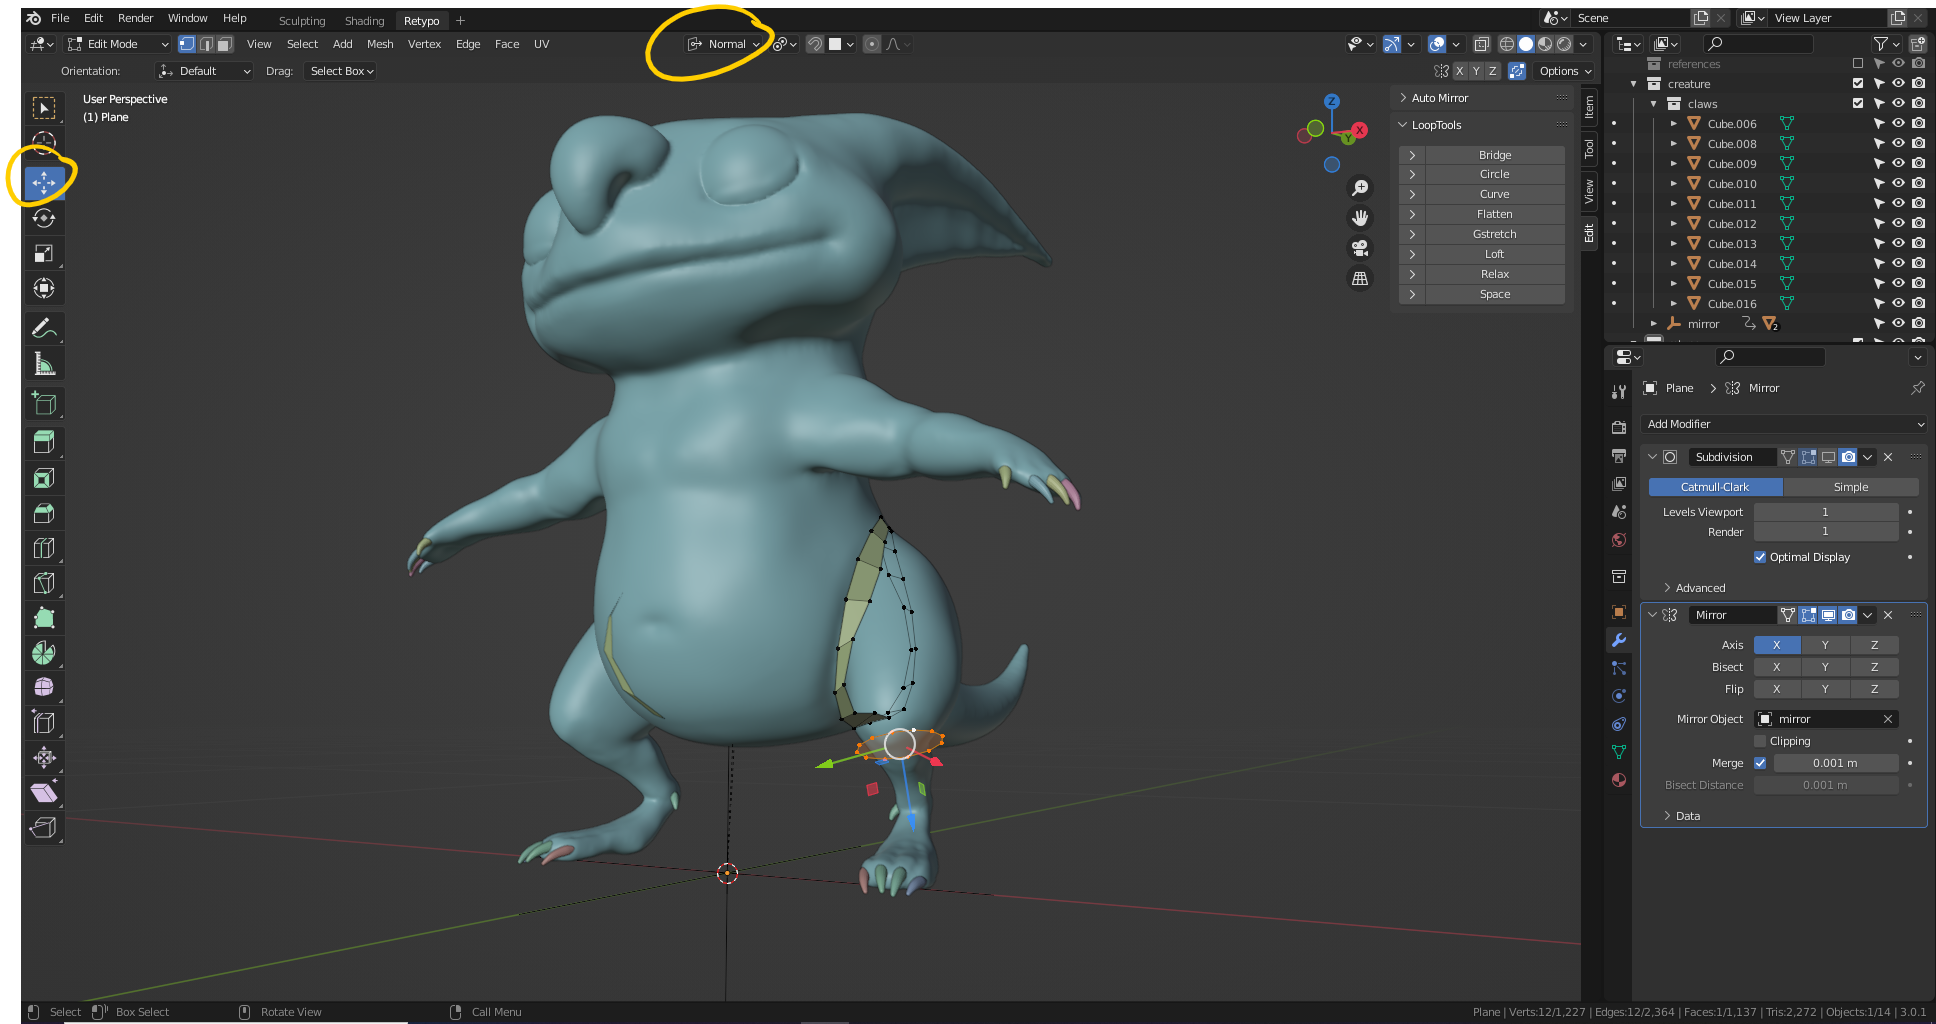 File Edit Render Window Help Sculpting Shading Retypo + Scene View Layer
Edit Mode View Select Add Mesh Vertex Edge Face UV Normal
Orientation: Default Drag: Select Box X Y Z Options
User Perspective
(1) Plane
Z
X
Y
Auto Mirror
LoopTools
Bridge
Circle
Curve
Flatten
Gstretch
Loft
Relax
Space
Item
Tool
View
Edit
references
creature
claws
Cube.006
Cube.008
Cube.009
Cube.010
Cube.011
Cube.012
Cube.013
Cube.014
Cube.015
Cube.016
mirror 2
Plane > Mirror
Add Modifier
Subdivision
Catmull-Clark Simple
Levels Viewport 1
Render 1
Optimal Display
Advanced
Mirror
Axis X Y Z
Bisect X Y Z
Flip X Y Z
Mirror Object mirror
Clipping
Merge 0.001 m
Bisect Distance 0.001 m
Data
Select Box Select Rotate View Call Menu Plane | Verts:12/1,227 | Edges:12/2,364 | Faces:1/1,137 | Tris:2,272 | Objects:1/14 | 3.0.1